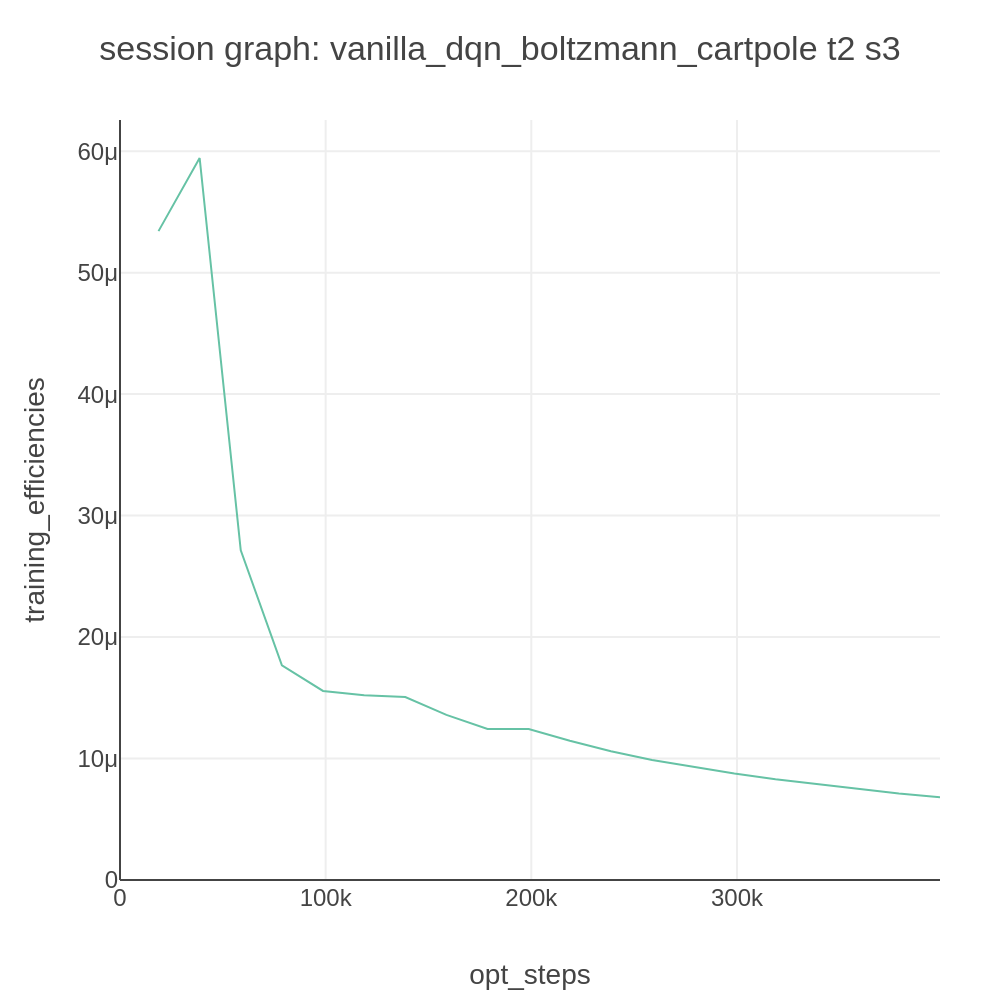 session graph: vanilla_dqn_boltzmann_cartpole t2 s3
60μ
50μ
40μ
30μ
20μ
10μ
0
training_efficiencies
0 100k 200k 300k
opt_steps